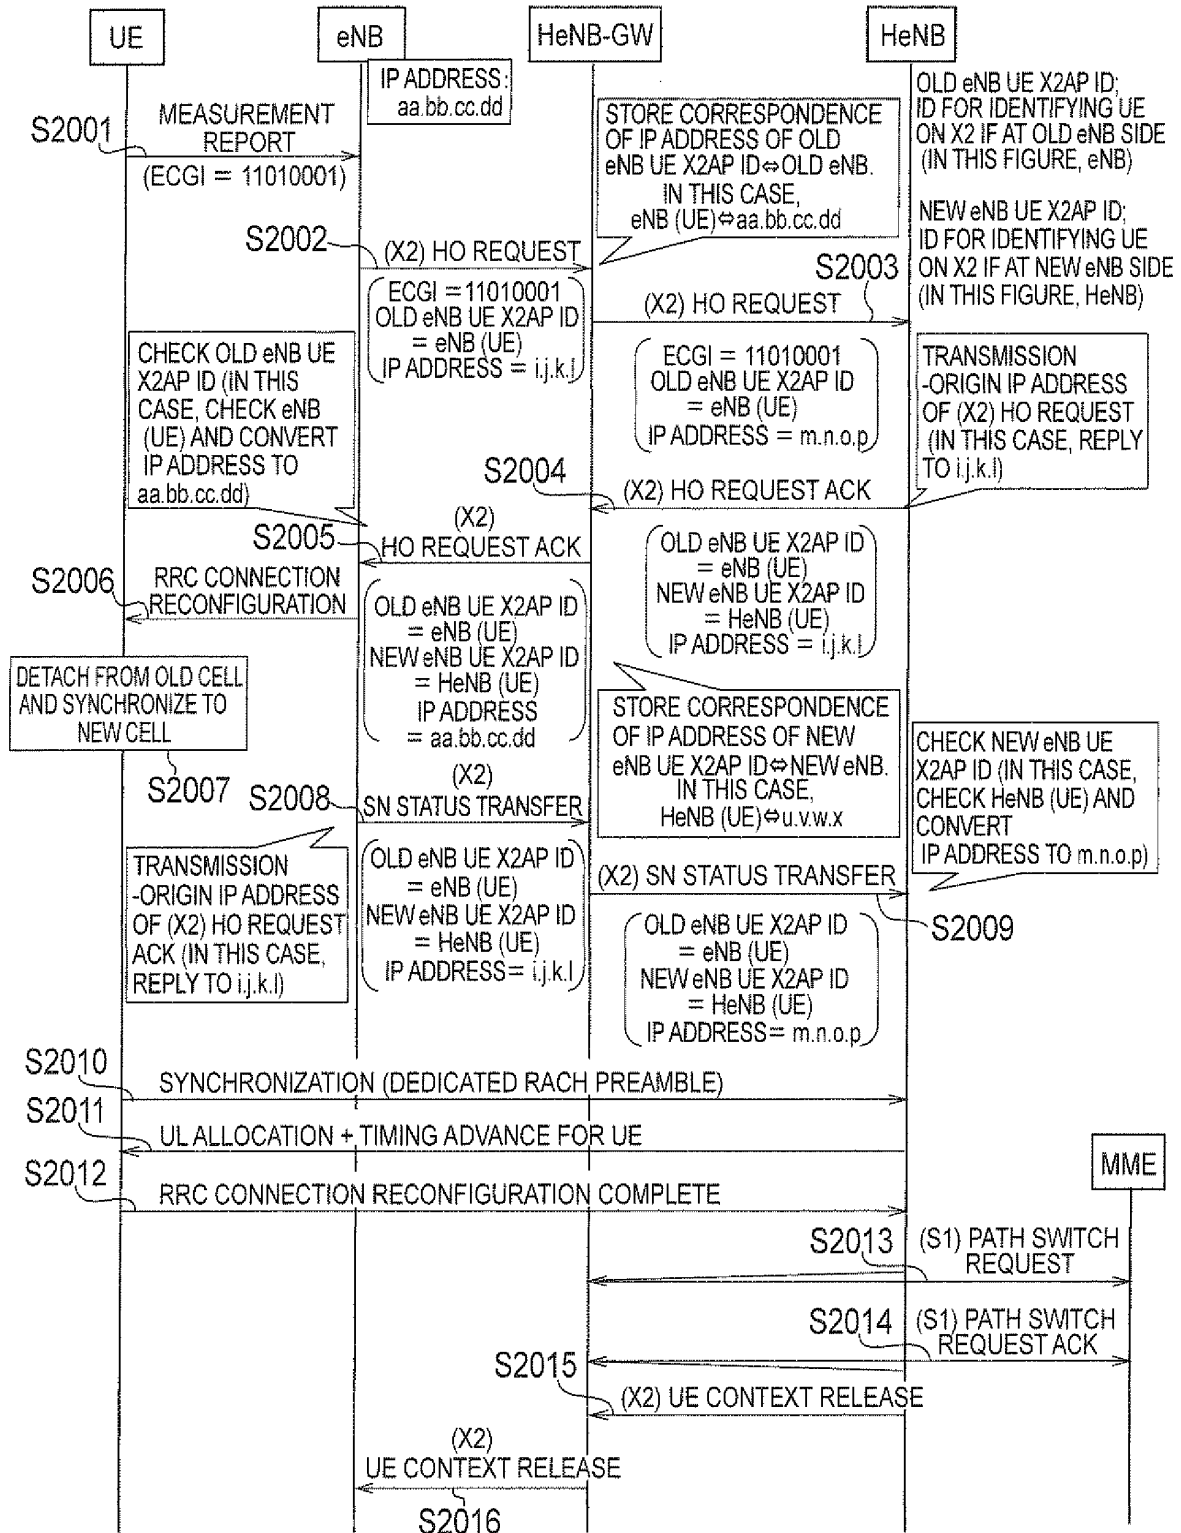 UE
eNB
HeNB-GW
HeNB
IP ADDRESS:
aa.bb.cc.dd
OLD eNB UE X2AP ID;
ID FOR IDENTIFYING UE
ON X2 IF AT OLD eNB SIDE
(IN THIS FIGURE, eNB)
NEW eNB UE X2AP ID;
ID FOR IDENTIFYING UE
ON X2 IF AT NEW eNB SIDE
(IN THIS FIGURE, HeNB)
S2001
MEASUREMENT
REPORT
(ECGI = 11010001)
STORE CORRESPONDENCE
OF IP ADDRESS OF OLD
eNB UE X2AP ID⇔OLD eNB.
IN THIS CASE,
eNB (UE)⇔aa.bb.cc.dd
S2002
(X2) HO REQUEST
ECGI = 11010001
OLD eNB UE X2AP ID
= eNB (UE)
IP ADDRESS = i.j.k.l
S2003
(X2) HO REQUEST
ECGI = 11010001
OLD eNB UE X2AP ID
= eNB (UE)
IP ADDRESS = m.n.o.p
TRANSMISSION
-ORIGIN IP ADDRESS
OF (X2) HO REQUEST
(IN THIS CASE, REPLY
TO i.j.k.l)
CHECK OLD eNB UE
X2AP ID (IN THIS
CASE, CHECK eNB
(UE) AND CONVERT
IP ADDRESS TO
aa.bb.cc.dd)
S2004
(X2) HO REQUEST ACK
OLD eNB UE X2AP ID
= eNB (UE)
NEW eNB UE X2AP ID
= HeNB (UE)
IP ADDRESS = i.j.k.l
S2005
(X2)
HO REQUEST ACK
OLD eNB UE X2AP ID
= eNB (UE)
NEW eNB UE X2AP ID
= HeNB (UE)
IP ADDRESS
= aa.bb.cc.dd
S2006
RRC CONNECTION
RECONFIGURATION
DETACH FROM OLD CELL
AND SYNCHRONIZE TO
NEW CELL
S2007
STORE CORRESPONDENCE
OF IP ADDRESS OF NEW
eNB UE X2AP ID⇔NEW eNB.
IN THIS CASE,
HeNB (UE)⇔u.v.w.x
CHECK NEW eNB UE
X2AP ID (IN THIS CASE,
CHECK HeNB (UE) AND
CONVERT
IP ADDRESS TO m.n.o.p)
S2008
(X2)
SN STATUS TRANSFER
OLD eNB UE X2AP ID
= eNB (UE)
NEW eNB UE X2AP ID
= HeNB (UE)
IP ADDRESS = i.j.k.l
TRANSMISSION
-ORIGIN IP ADDRESS
OF (X2) HO REQUEST
ACK (IN THIS CASE,
REPLY TO i.j.k.l)
(X2) SN STATUS TRANSFER
S2009
OLD eNB UE X2AP ID
= eNB (UE)
NEW eNB UE X2AP ID
= HeNB (UE)
IP ADDRESS = m.n.o.p
S2010
SYNCHRONIZATION (DEDICATED RACH PREAMBLE)
S2011
UL ALLOCATION + TIMING ADVANCE FOR UE
MME
S2012
RRC CONNECTION RECONFIGURATION COMPLETE
S2013
(S1) PATH SWITCH
REQUEST
S2014
(S1) PATH SWITCH
REQUEST ACK
S2015
(X2) UE CONTEXT RELEASE
(X2)
UE CONTEXT RELEASE
S2016